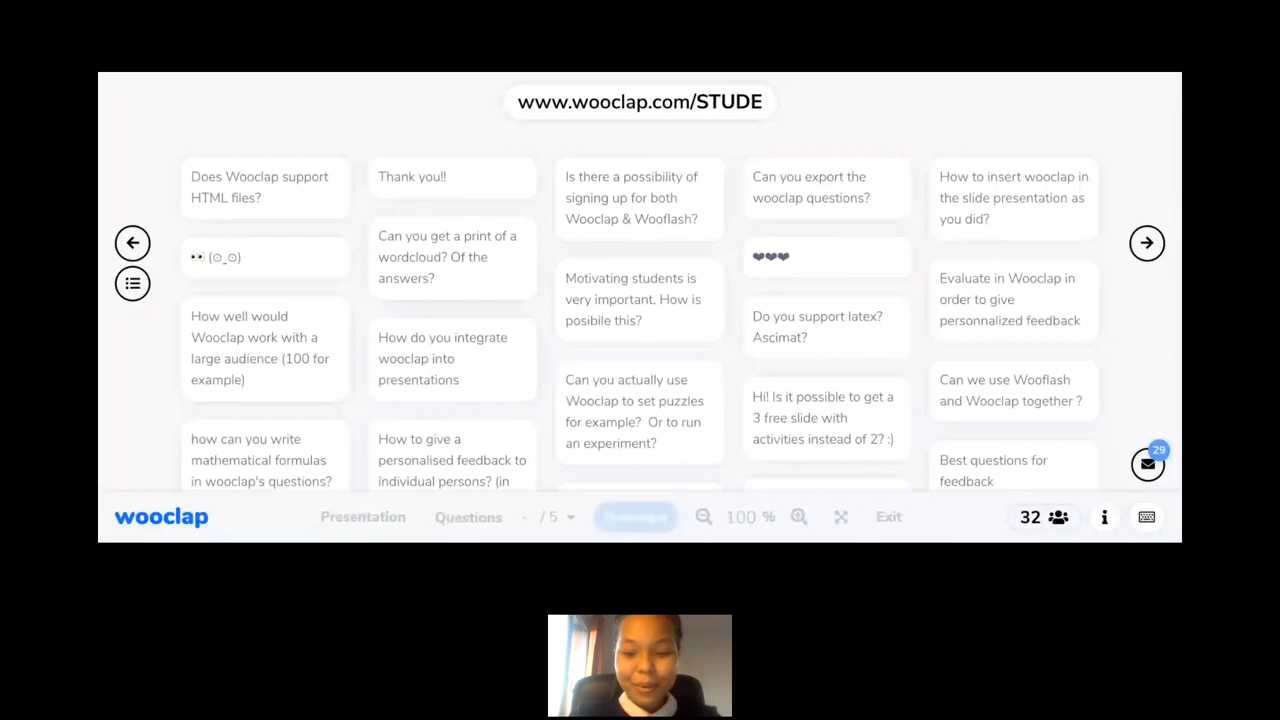 www.wooclap.com/STUDE
Does Wooclap support
HTML files?
👀 (⊙_⊙)
How well would
Wooclap work with a
large audience (100 for
example)
how can you write
mathematical formulas
in wooclap's questions?
Thank you!!
Can you get a print of a
wordcloud? Of the
answers?
How do you integrate
wooclap into
presentations
How to give a
personalised feedback to
individual persons? (in
Is there a possibility of
signing up for both
Wooclap & Wooflash?
Motivating students is
very important. How is
posibile this?
Can you actually use
Wooclap to set puzzles
for example? Or to run
an experiment?
Can you export the
wooclap questions?
❤❤❤
Do you support latex?
Ascimat?
Hi! Is it possible to get a
3 free slide with
activities instead of 2? :)
How to insert wooclap in
the slide presentation as
you did?
Evaluate in Wooclap in
order to give
personnalized feedback
Can we use Wooflash
and Wooclap together ?
Best questions for
feedback
29
wooclap
Presentation
Questions
- / 5
100 %
Exit
32
i